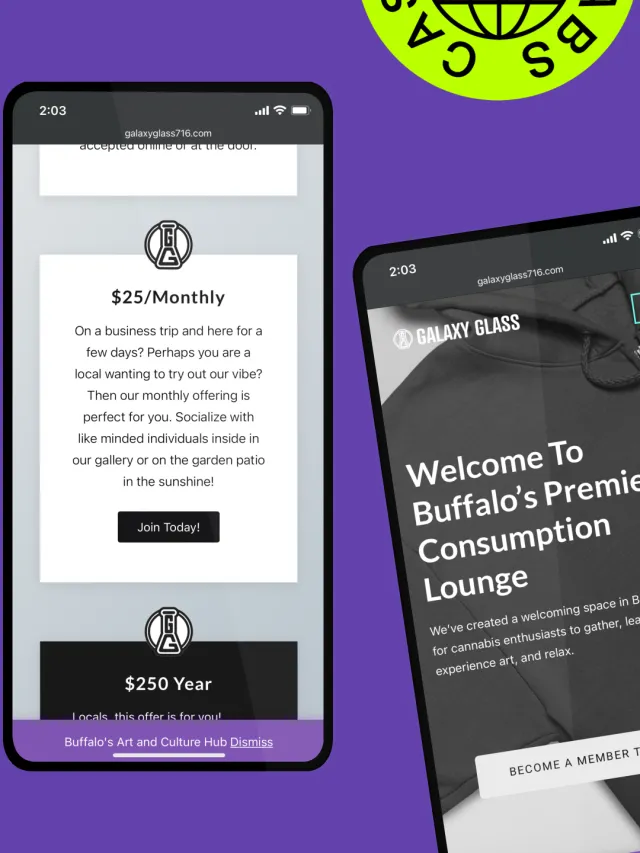 BS CAS
2:03
galaxyglass716.com
accepted online or at the door.
GG
$25/Monthly
On a business trip and here for a
few days? Perhaps you are a
local wanting to try out our vibe?
Then our monthly offering is
perfect for you. Socialize with
like minded individuals inside in
our gallery or on the garden patio
in the sunshine!
Join Today!
GG
$250 Year
Locals, this offer is for you!
Buffalo's Art and Culture Hub Dismiss
2:03
galaxyglass716.com
GALAXY GLASS
Welcome To
Buffalo’s Premie
Consumption
Lounge
We've created a welcoming space in B
for cannabis enthusiasts to gather, lea
experience art, and relax.
BECOME A MEMBER T